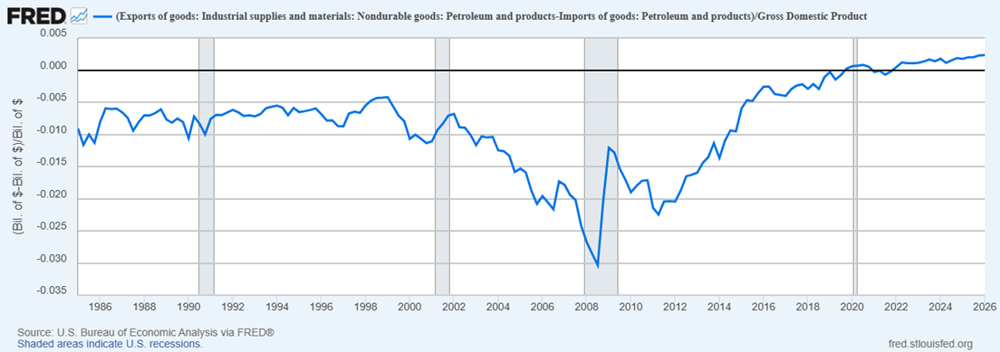 FRED (Exports of goods: Industrial supplies and materials: Nondurable goods: Petroleum and products-Imports of goods: Petroleum and products)/Gross Domestic Product
(Bil. of $-Bil. of $)/Bil. of $
0.005
0.000
-0.005
-0.010
-0.015
-0.020
-0.025
-0.030
-0.035
1986 1988 1990 1992 1994 1996 1998 2000 2002 2004 2006 2008 2010 2012 2014 2016 2018 2020 2022 2024 2026
Source: U.S. Bureau of Economic Analysis via FRED®
Shaded areas indicate U.S. recessions.
fred.stlouisfed.org